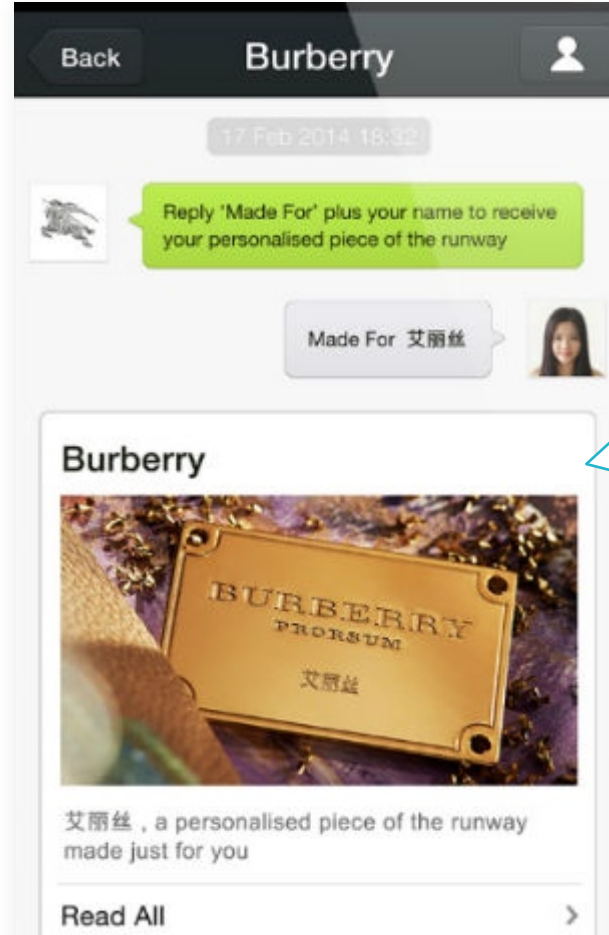 Back
Burberry
17 Feb 2014 18:32
Reply 'Made For' plus your name to receive
your personalised piece of the runway
Made For 艾丽丝
Burberry
BURBERRY
PRORSUM
艾丽丝
艾丽丝 , a personalised piece of the runway
made just for you
Read All